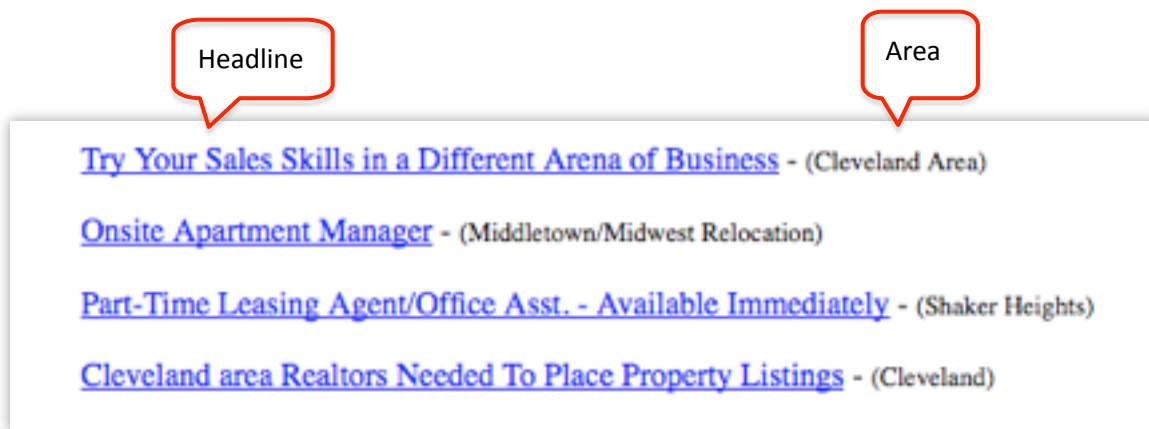 Headline
Area
Try Your Sales Skills in a Different Arena of Business - (Cleveland Area)
Onsite Apartment Manager - (Middletown/Midwest Relocation)
Part-Time Leasing Agent/Office Asst. - Available Immediately - (Shaker Heights)
Cleveland area Realtors Needed To Place Property Listings - (Cleveland)